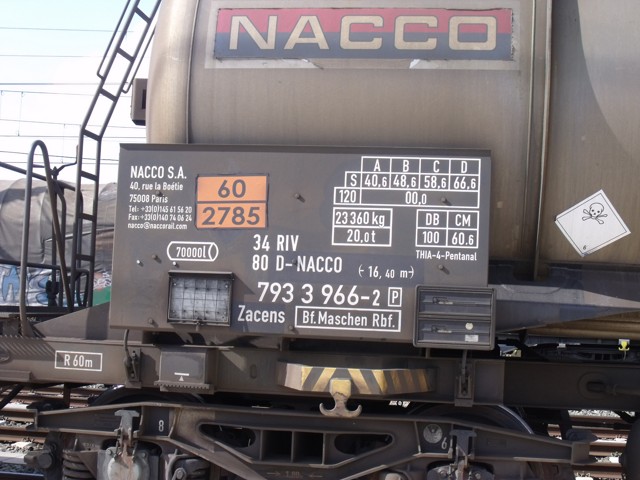 NACCO
NACCO S.A.
40, rue la Boétie
75008 Paris
Tel:+33(0)145 61 56 20
Fax:+33(0)140 74 06 24
nacco@naccorail.com
60
2785
A B C D
S 40,6 48,6 58,6 66,6
120 00,0
23 360 kg
20,0 t
DB CM
100 60.6
THIA-4-Pentanal
70000 l
34 RIV
80 D-NACCO (-16,40 m-)
793 3 966-2 P
Zacens Bf.Maschen Rbf.
R 60m
8
6